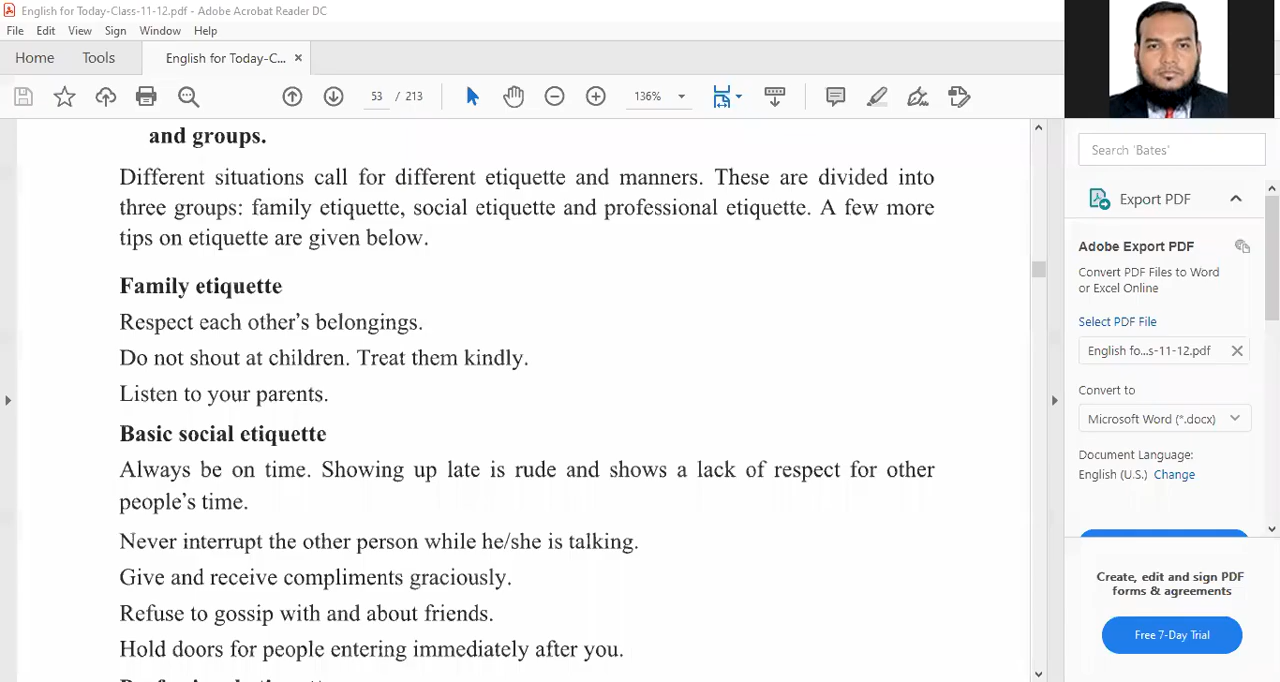 English for Today-Class-11-12.pdf - Adobe Acrobat Reader DC
File Edit View Sign Window Help
Home Tools English for Today-C... ×
53 / 213 136%
and groups.
Different situations call for different etiquette and manners. These are divided into
three groups: family etiquette, social etiquette and professional etiquette. A few more
tips on etiquette are given below.
Family etiquette
Respect each other's belongings.
Do not shout at children. Treat them kindly.
Listen to your parents.
Basic social etiquette
Always be on time. Showing up late is rude and shows a lack of respect for other
people's time.
Never interrupt the other person while he/she is talking.
Give and receive compliments graciously.
Refuse to gossip with and about friends.
Hold doors for people entering immediately after you.
Search 'Bates'
Export PDF
Adobe Export PDF
Convert PDF Files to Word
or Excel Online
Select PDF File
English fo...s-11-12.pdf
Convert to
Microsoft Word (*.docx)
Document Language:
English (U.S.) Change
Create, edit and sign PDF
forms & agreements
Free 7-Day Trial